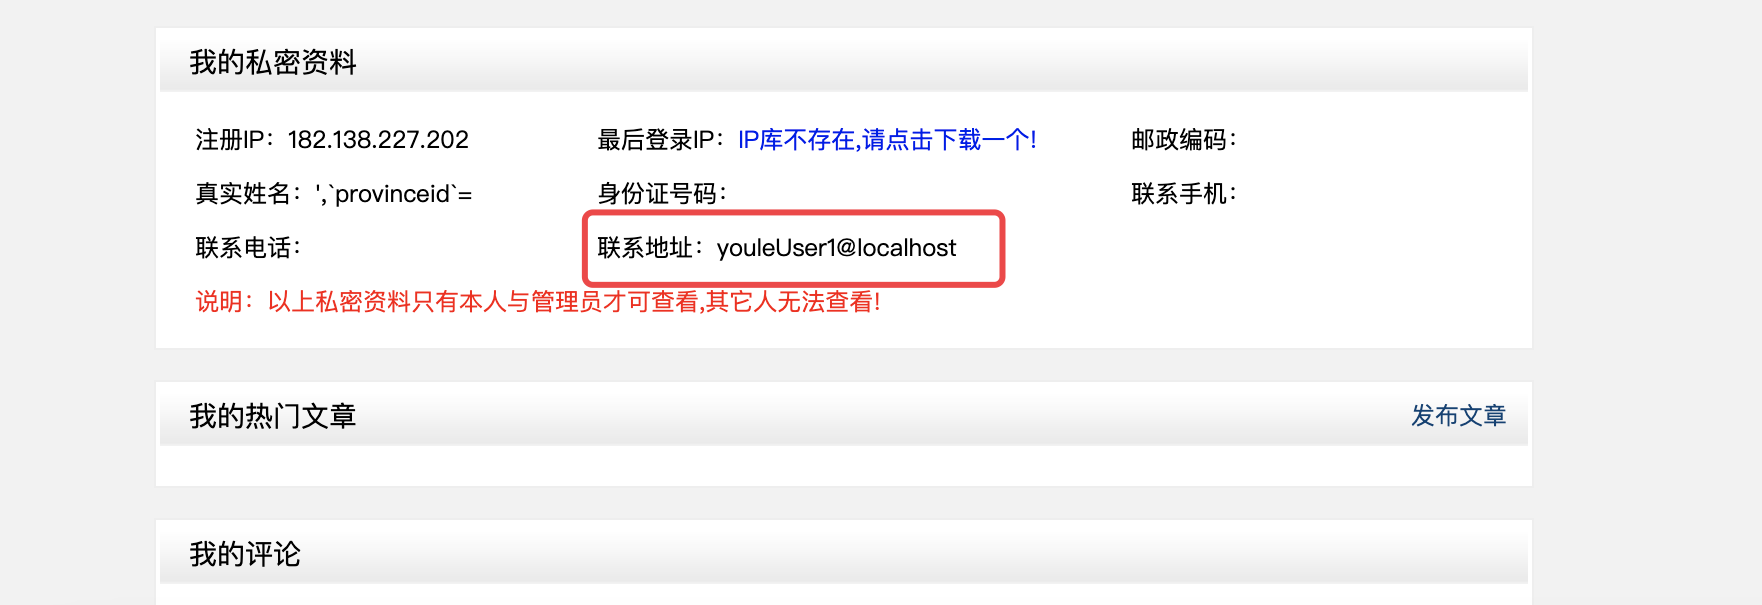 我的私密资料
注册IP：182.138.227.202 最后登录IP：IP库不存在,请点击下载一个! 邮政编码：
真实姓名：',`provinceid`= 身份证号码： 联系手机：
联系电话： 联系地址：youleUser1@localhost
说明：以上私密资料只有本人与管理员才可查看,其它人无法查看!
我的热门文章 发布文章
我的评论